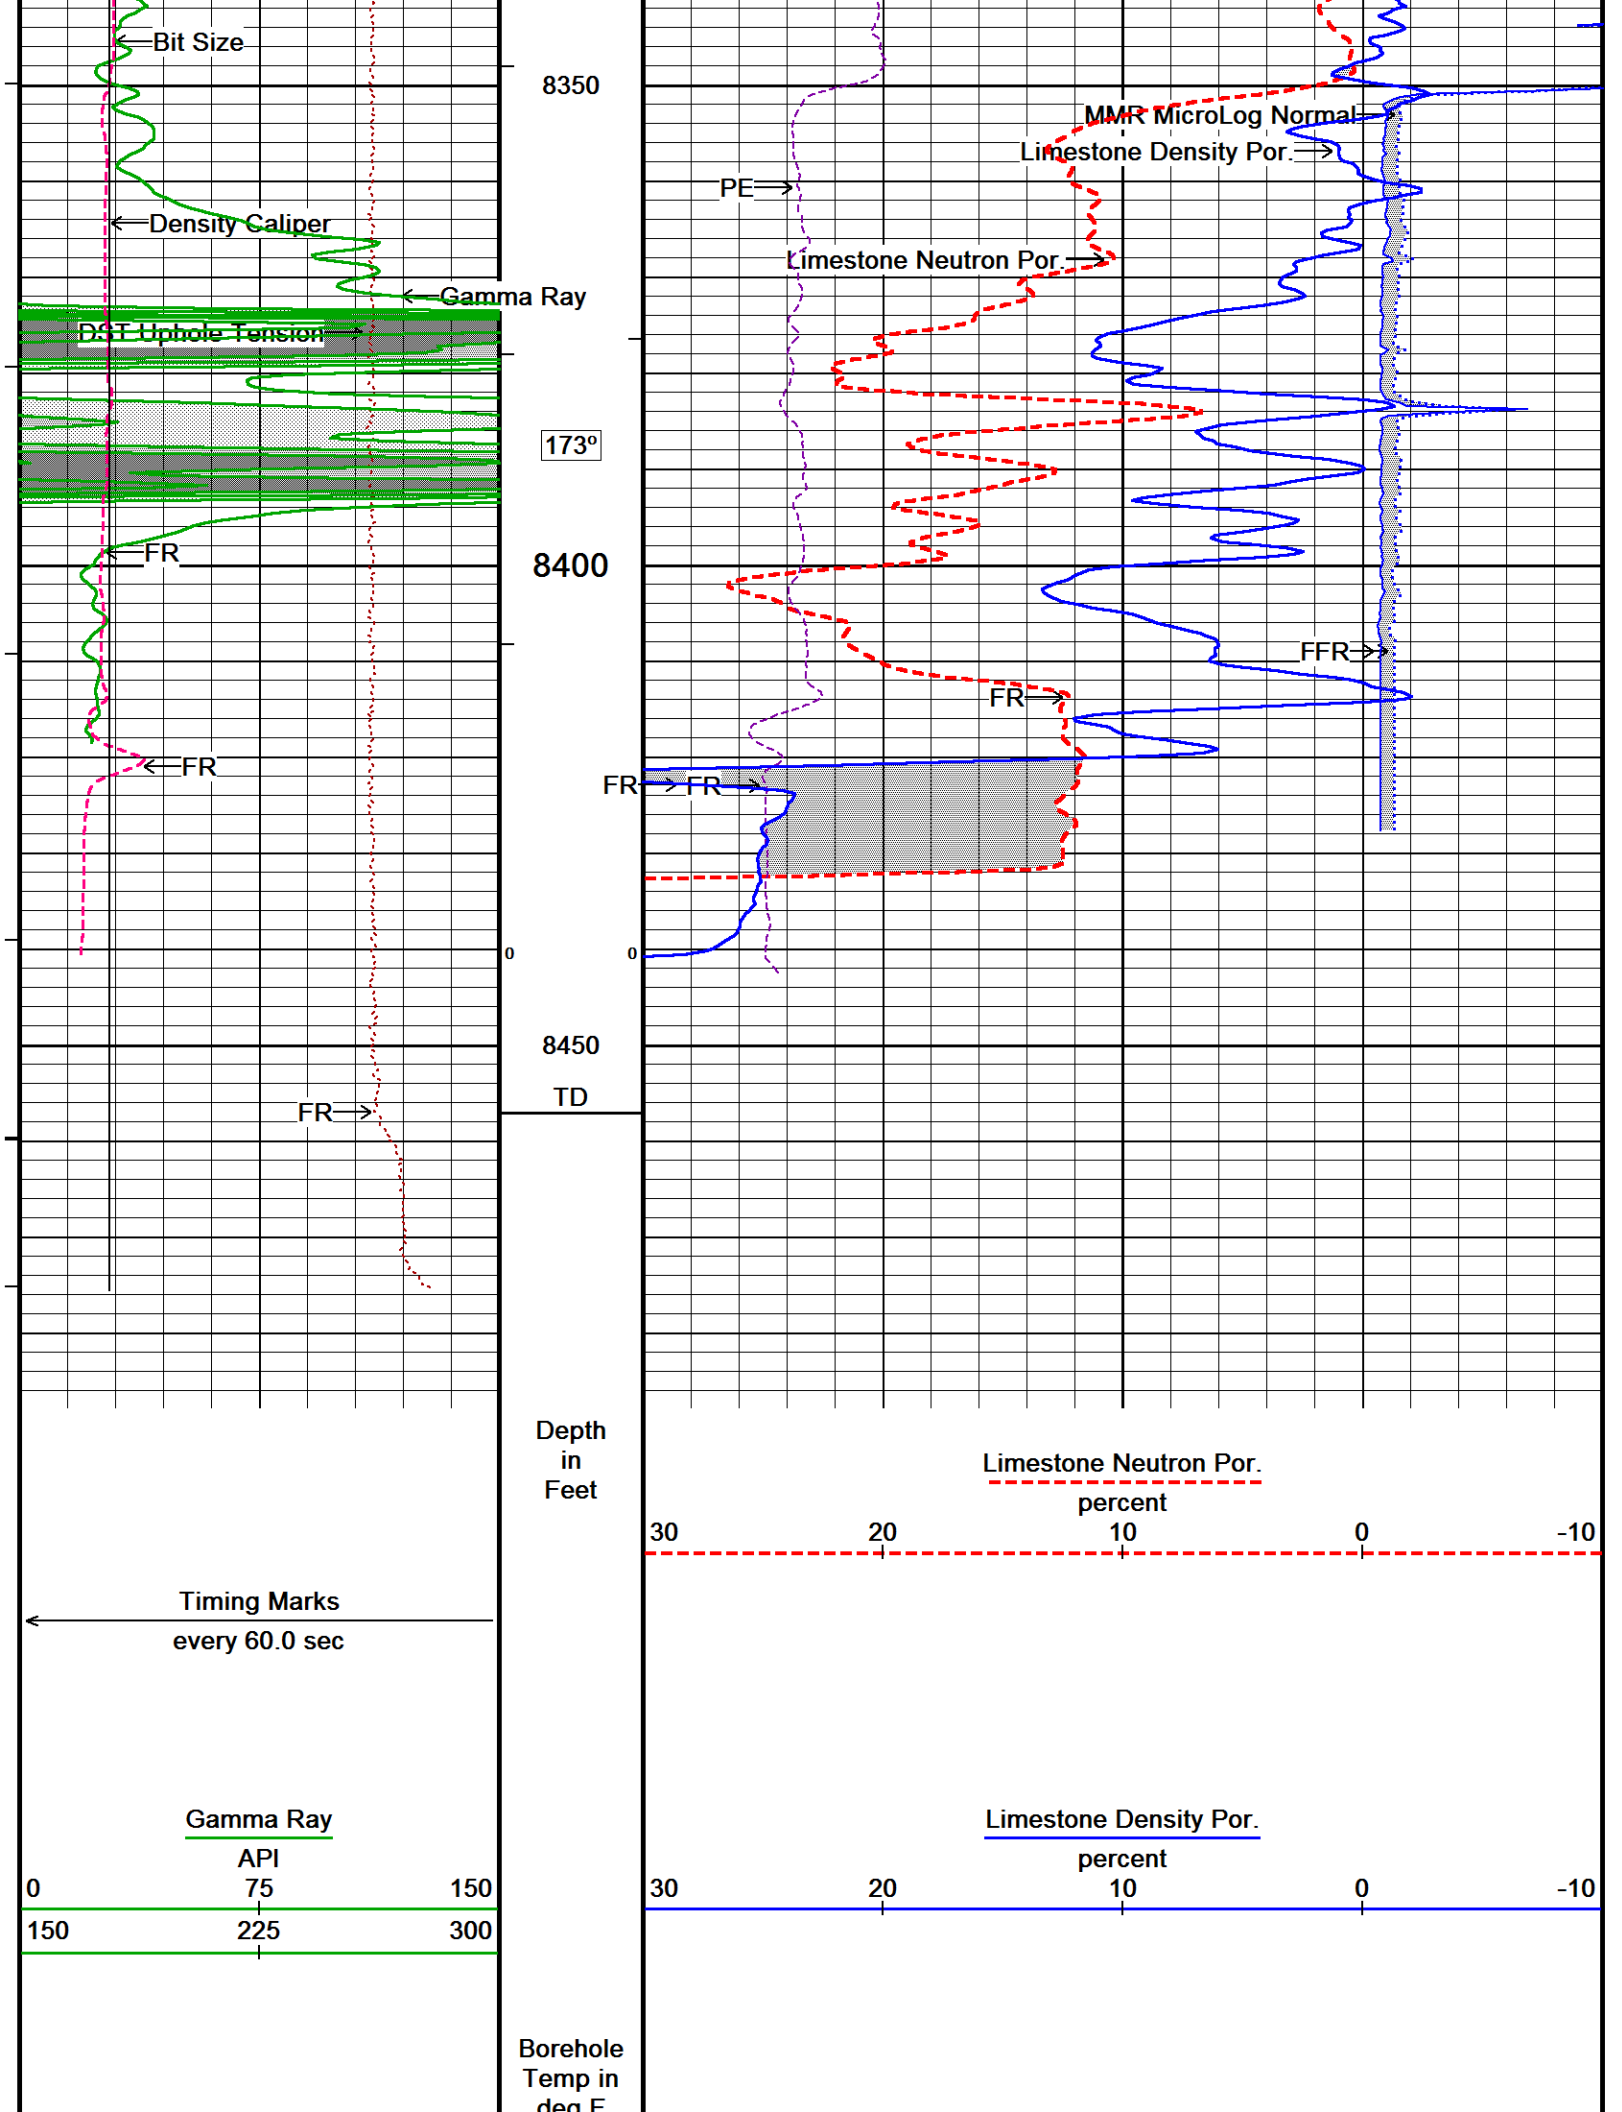 Bit Size
8350
MMR MicroLog Normal
Limestone Density Por.
PE
Density Caliper
Limestone Neutron Por.
Gamma Ray
DST Uphole Tension
173º
FR
8400
FFR
FR
FR
FR
FR
0
0
8450
TD
FR
Depth
in
Feet
Limestone Neutron Por.
percent
30 20 10 0 -10
Timing Marks
every 60.0 sec
Gamma Ray
API
0 75 150
150 225 300
Limestone Density Por.
percent
30 20 10 0 -10
Borehole
Temp in
deg F